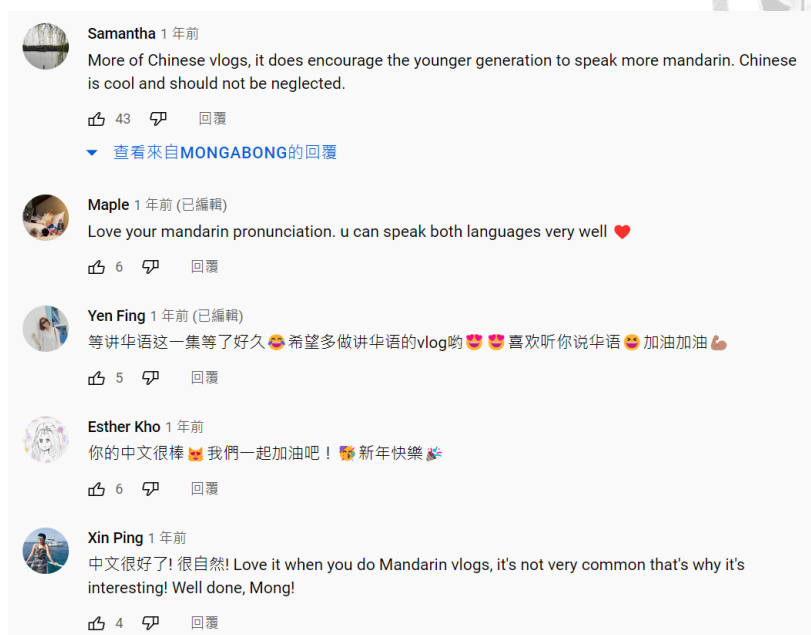 Samantha 1 年前
More of Chinese vlogs, it does encourage the younger generation to speak more mandarin. Chinese
is cool and should not be neglected.
43 回覆
查看來自MONGABONG的回覆
Maple 1 年前 (已編輯)
Love your mandarin pronunciation. u can speak both languages very well ❤️
6 回覆
Yen Fing 1 年前 (已編輯)
等讲华语这一集等了好久😂希望多做讲华语的vlog哟😍😍喜欢听你说华语😆加油加油💪🏽
5 回覆
Esther Kho 1 年前
你的中文很棒😻我們一起加油吧！🥳新年快樂🎉
6 回覆
Xin Ping 1 年前
中文很好了! 很自然! Love it when you do Mandarin vlogs, it's not very common that's why it's
interesting! Well done, Mong!
4 回覆